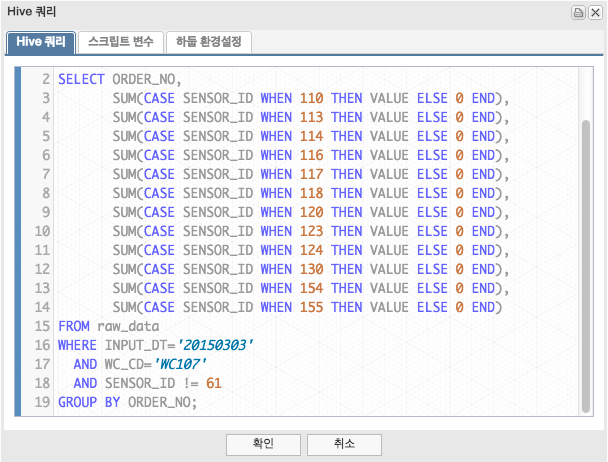 Hive 쿼리
Hive 쿼리 스크립트 변수 하둡 환경설정
2 SELECT ORDER_NO,
3 SUM(CASE SENSOR_ID WHEN 110 THEN VALUE ELSE 0 END),
4 SUM(CASE SENSOR_ID WHEN 113 THEN VALUE ELSE 0 END),
5 SUM(CASE SENSOR_ID WHEN 114 THEN VALUE ELSE 0 END),
6 SUM(CASE SENSOR_ID WHEN 116 THEN VALUE ELSE 0 END),
7 SUM(CASE SENSOR_ID WHEN 117 THEN VALUE ELSE 0 END),
8 SUM(CASE SENSOR_ID WHEN 118 THEN VALUE ELSE 0 END),
9 SUM(CASE SENSOR_ID WHEN 120 THEN VALUE ELSE 0 END),
10 SUM(CASE SENSOR_ID WHEN 123 THEN VALUE ELSE 0 END),
11 SUM(CASE SENSOR_ID WHEN 124 THEN VALUE ELSE 0 END),
12 SUM(CASE SENSOR_ID WHEN 130 THEN VALUE ELSE 0 END),
13 SUM(CASE SENSOR_ID WHEN 154 THEN VALUE ELSE 0 END),
14 SUM(CASE SENSOR_ID WHEN 155 THEN VALUE ELSE 0 END)
15 FROM raw_data
16 WHERE INPUT_DT='20150303'
17 AND WC_CD='WC107'
18 AND SENSOR_ID != 61
19 GROUP BY ORDER_NO;
확인 취소